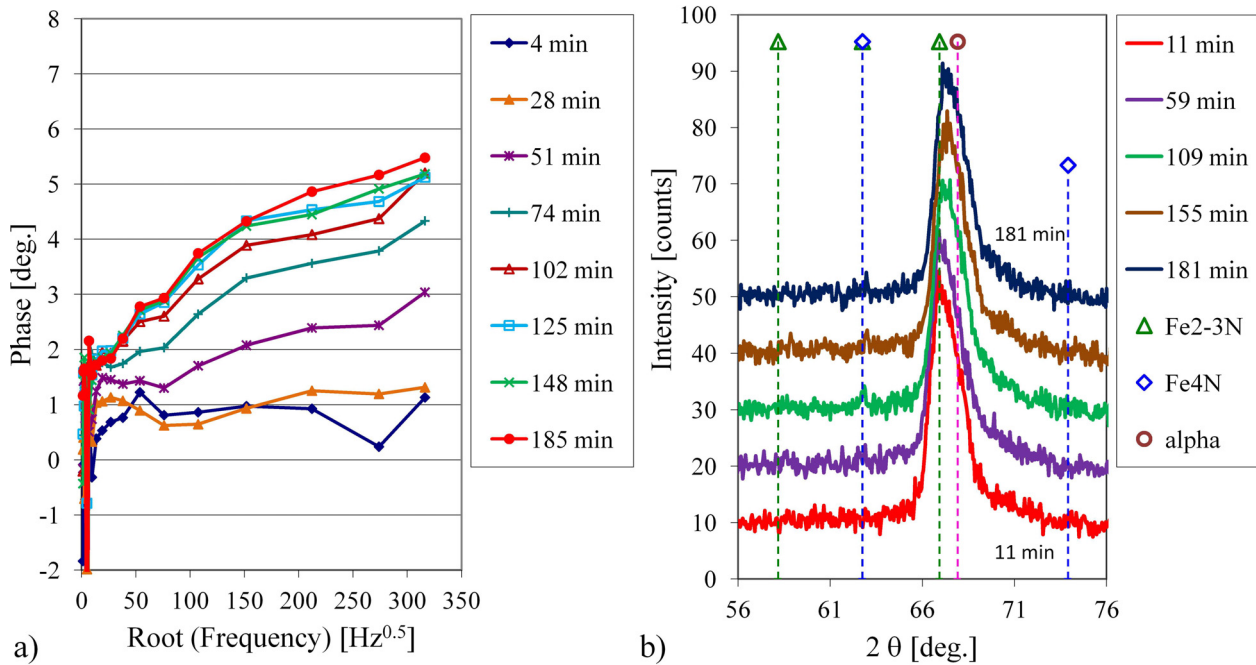 8
7
6
5
4
3
2
1
0
-1
-2
Phase [deg.]
0 50 100 150 200 250 300 350
Root (Frequency) [Hz0.5]
a)
4 min
28 min
51 min
74 min
102 min
125 min
148 min
185 min
100
90
80
70
60
50
40
30
20
10
0
Intensity [counts]
181 min
11 min
56 61 66 71 76
2 θ [deg.]
b)
11 min
59 min
109 min
155 min
181 min
Fe2-3N
Fe4N
alpha